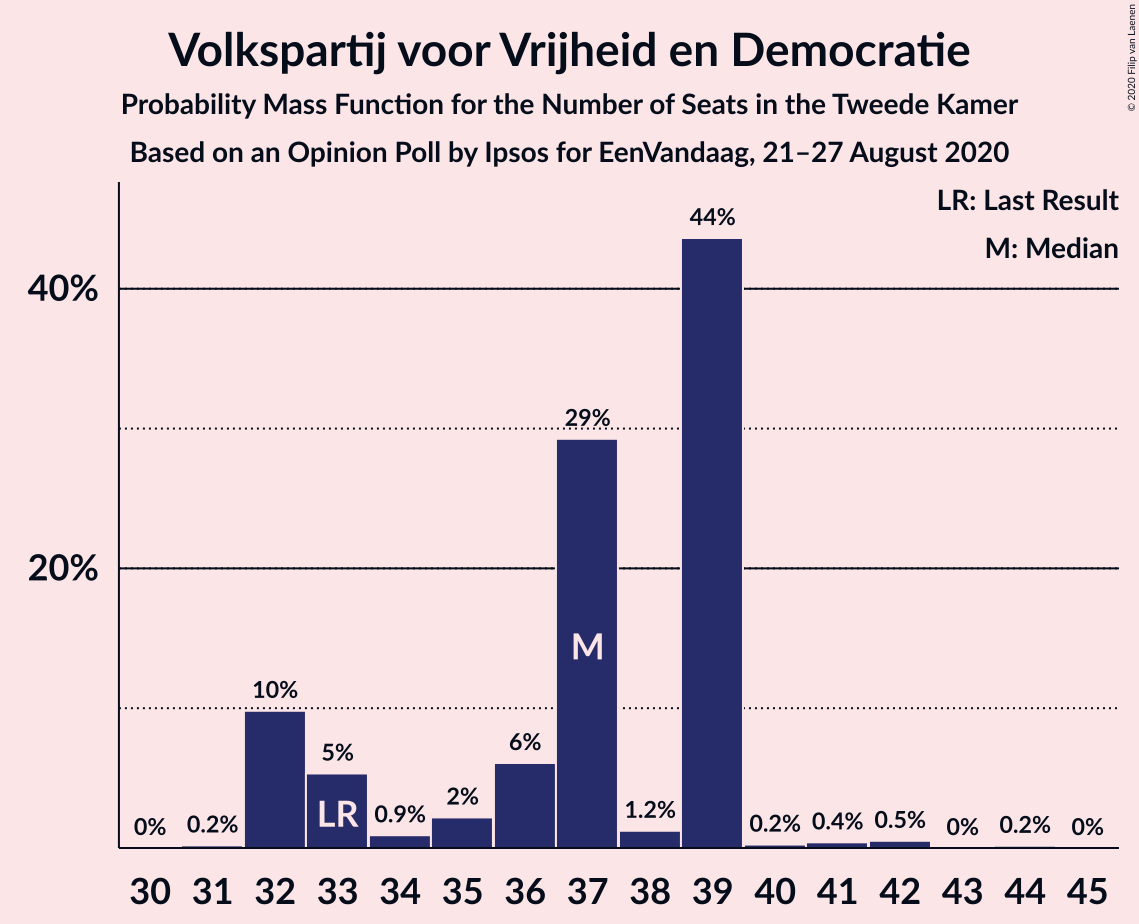 Volkspartij voor Vrijheid en Democratie
Probability Mass Function for the Number of Seats in the Tweede Kamer
Based on an Opinion Poll by Ipsos for EenVandaag, 21–27 August 2020
© 2020 Filip van Laenen
LR: Last Result
M: Median
40%
20%
0%
0.2%
10%
5%
0.9%
2%
6%
29%
1.2%
44%
0.2%
0.4%
0.5%
0%
0.2%
0%
LR
M
30 31 32 33 34 35 36 37 38 39 40 41 42 43 44 45